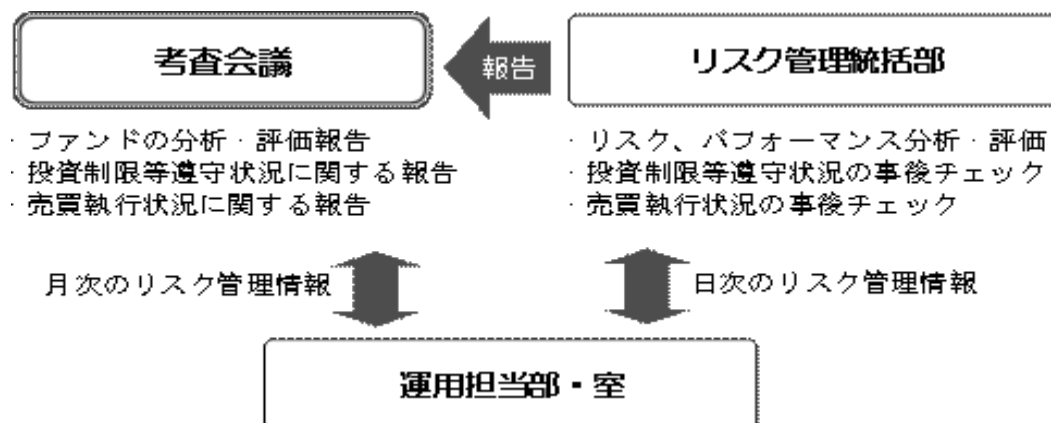 考査会議
報告
リスク管理統括部
・ファンドの分析・評価報告
・投資制限等遵守状況に関する報告
・売買執行状況に関する報告
・リスク、パフォーマンス分析・評価
・投資制限等遵守状況の事後チェック
・売買執行状況の事後チェック
月次のリスク管理情報
日次のリスク管理情報
運用担当部・室